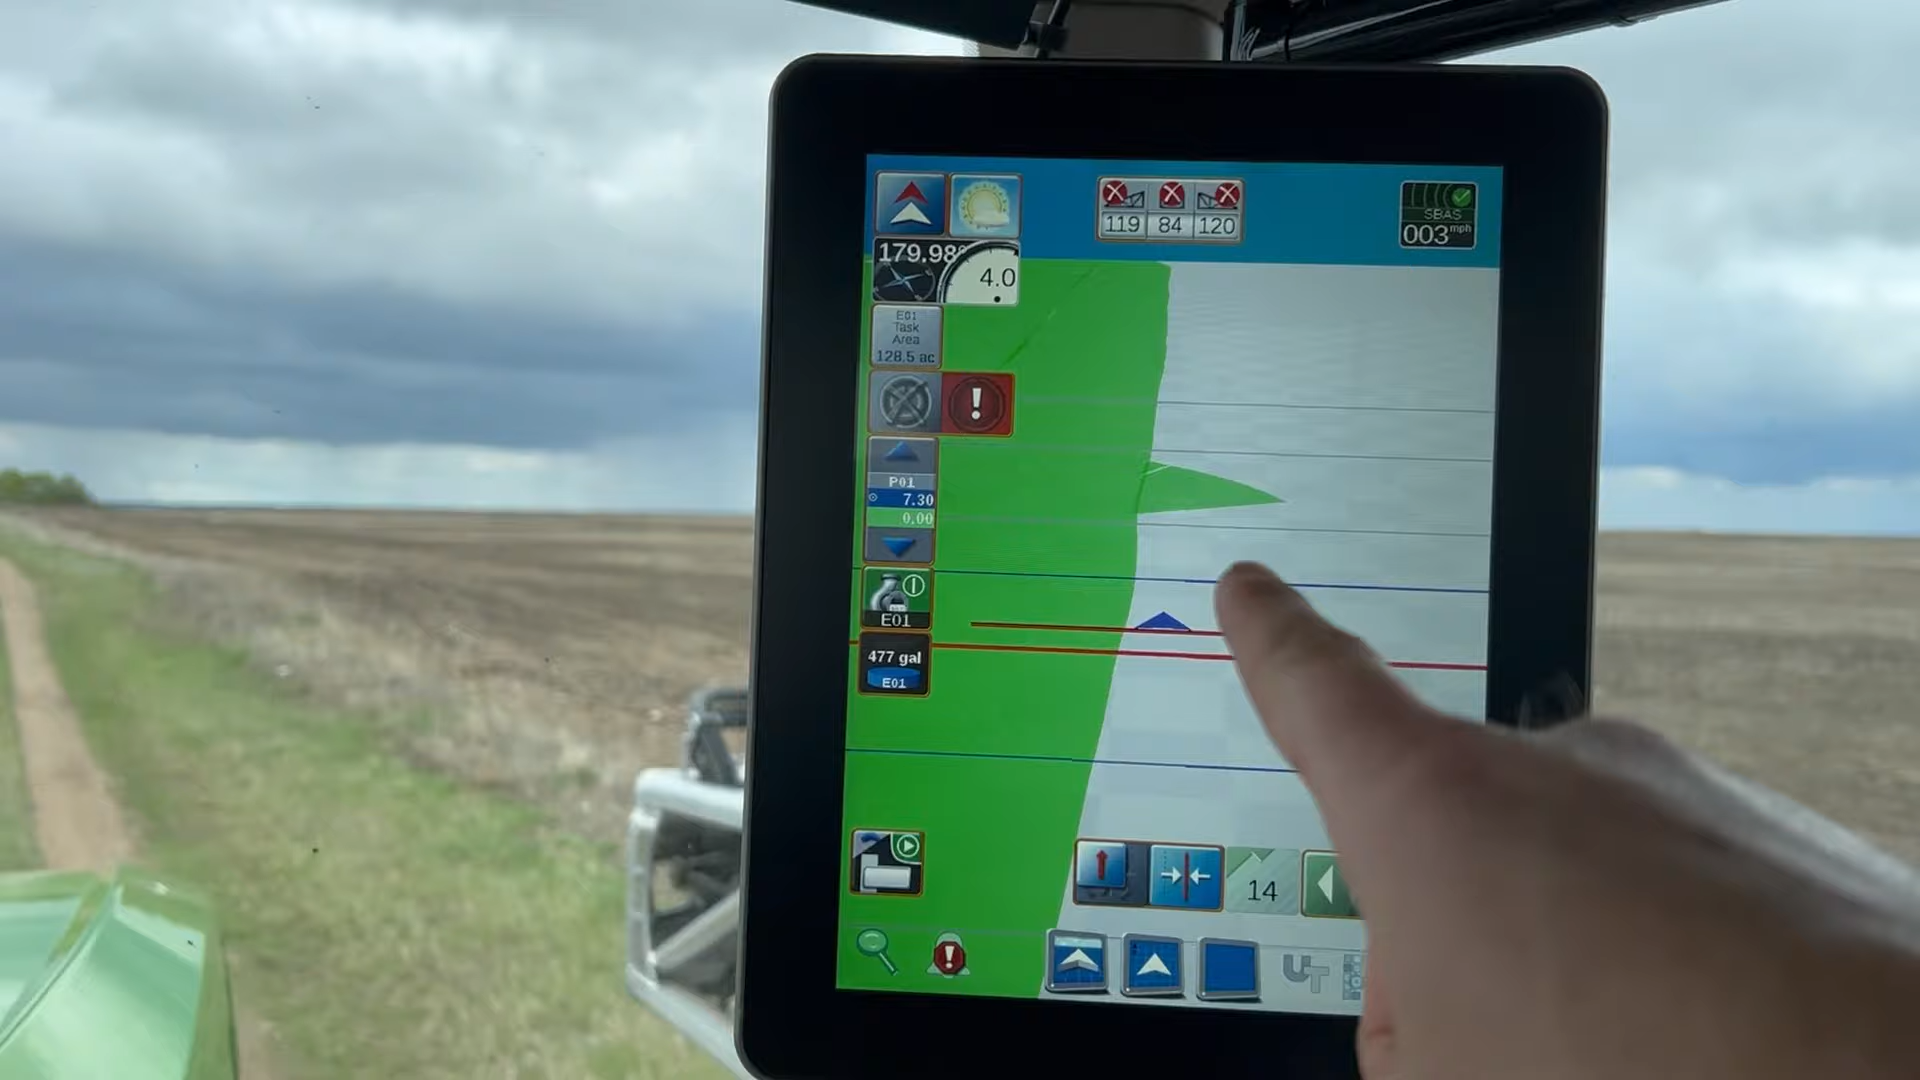 119 84 120
SBAS
003 mph
179.98°
4.0
E01
Task
Area
128.5 ac
P01
7.30
0.00
E01
477 gal
E01
14
UT